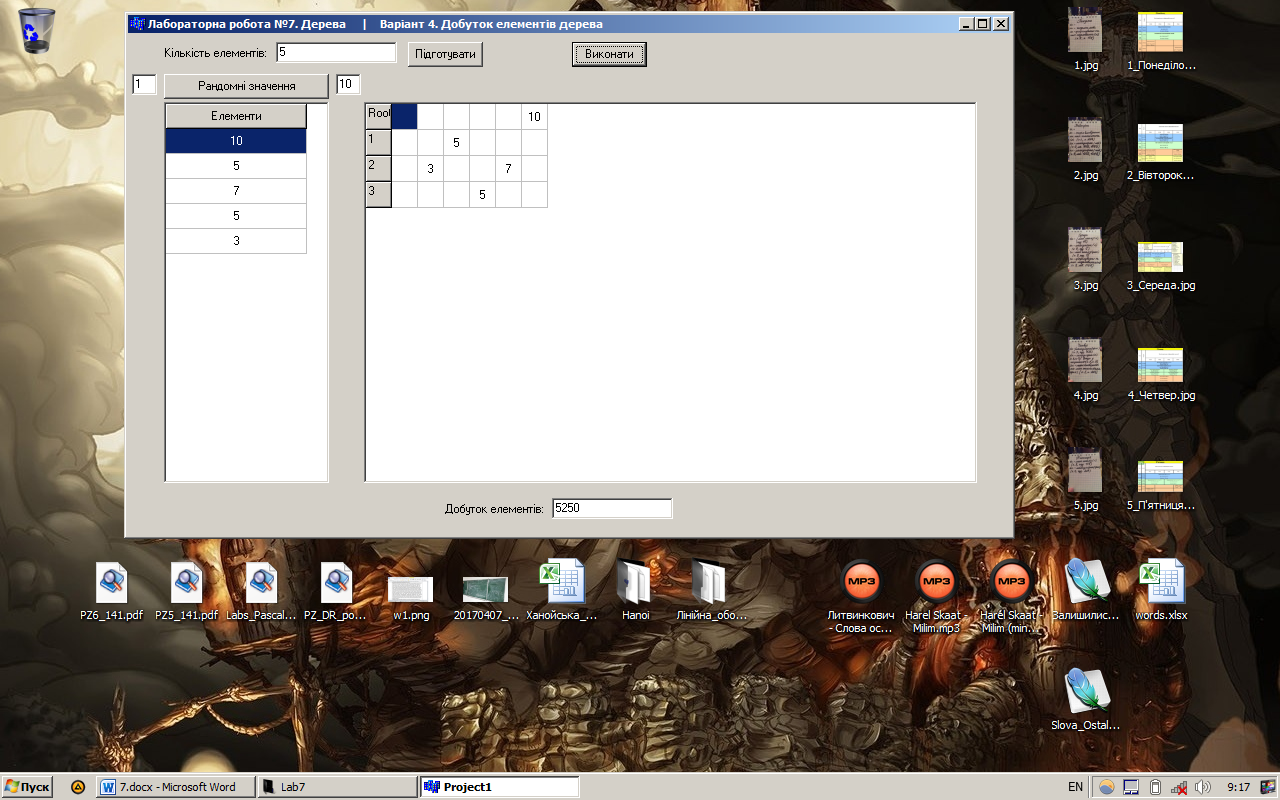 Лабораторна робота №7. Дерева | Варіант 4. Добуток елементів дерева
Кількість елементів: 5 Підготувати Виконати
1 Рандомні значення 10
Елементи
10
5
7
5
3
Root 10
1 5
2 3 7
3 5
Добуток елементів: 5250
1.jpg 1_Понеділо...
2.jpg 2_Вівторок...
3.jpg 3_Середа.jpg
4.jpg 4_Четвер.jpg
5.jpg 5_П'ятниця...
PZ6_141.pdf PZ5_141.pdf Labs_Pascal... PZ_DR_po... w1.png 20170407_... Ханойська_... Hanoi Лінійна_обо...
MP3 MP3 MP3
Литвинкович - Слова ос... Harel Skaat - Milim.mp3 Harel Skaat - Milim (min... Валишилис... words.xlsx
Slova_Ostal...
Пуск 7.docx - Microsoft Word Lab7 Project1 EN 9:17